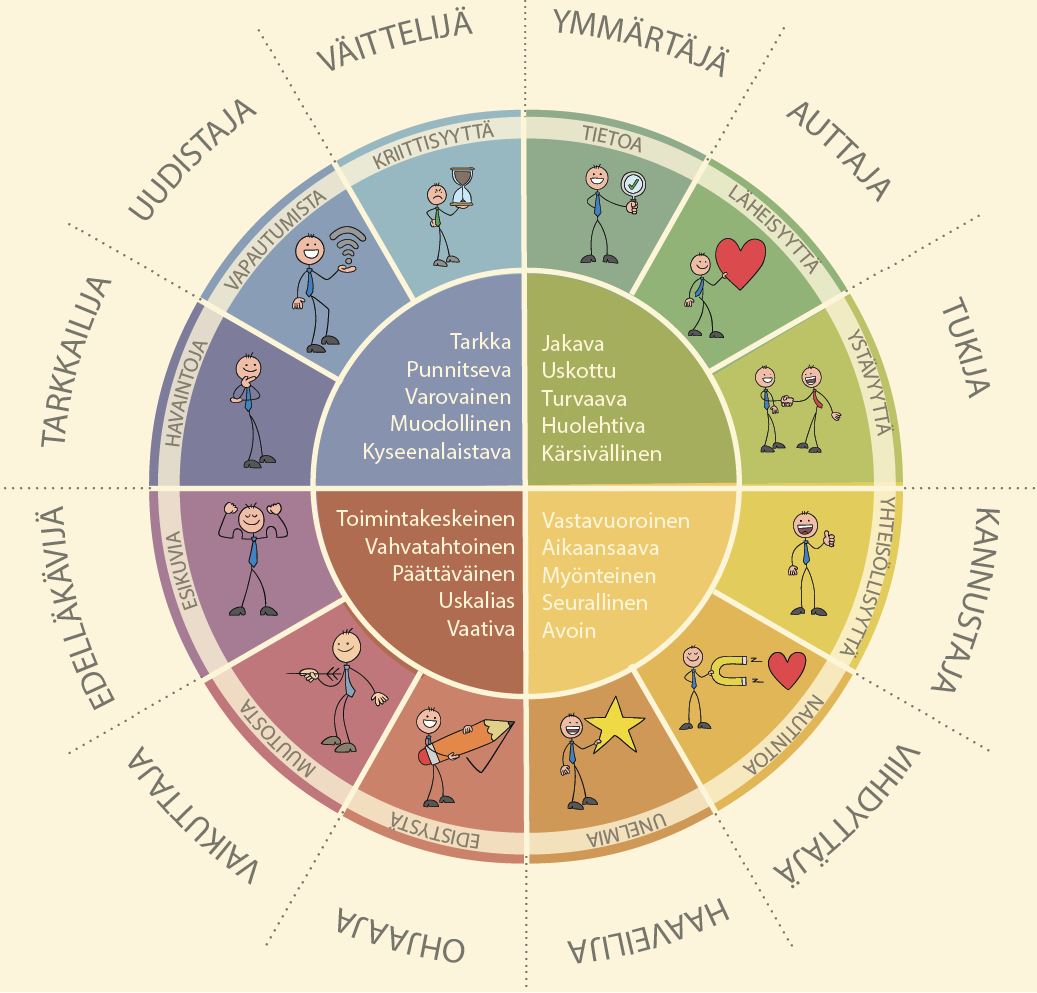 VÄITTELIJÄ
YMMÄRTÄJÄ
AUTTAJA
TUKIJA
KANNUSTAJA
VIIHDYTTÄJÄ
HAAVEILIJA
OHJAAJA
VAIKUTTAJA
EDELLÄKÄVIJÄ
TARKKAILIJA
UUDISTAJA
KRIITTISYYTTÄ
TIETOA
LÄHEISYYTTÄ
YSTÄVYYTTÄ
YHTEISÖLLISYYTTÄ
NAUTINTOA
UNELMIA
EDISTYSTÄ
MUUTOSTA
ESIKUVIA
HAVAINTOJA
VAPAUTUMISTA
Tarkka
Punnitseva
Varovainen
Muodollinen
Kyseenalaistava
Jakava
Uskottu
Turvaava
Huolehtiva
Kärsivällinen
Toimintakeskeinen
Vahvatahtoinen
Päättäväinen
Uskalias
Vaativa
Vastavuoroinen
Aikaansaava
Myönteinen
Seurallinen
Avoin